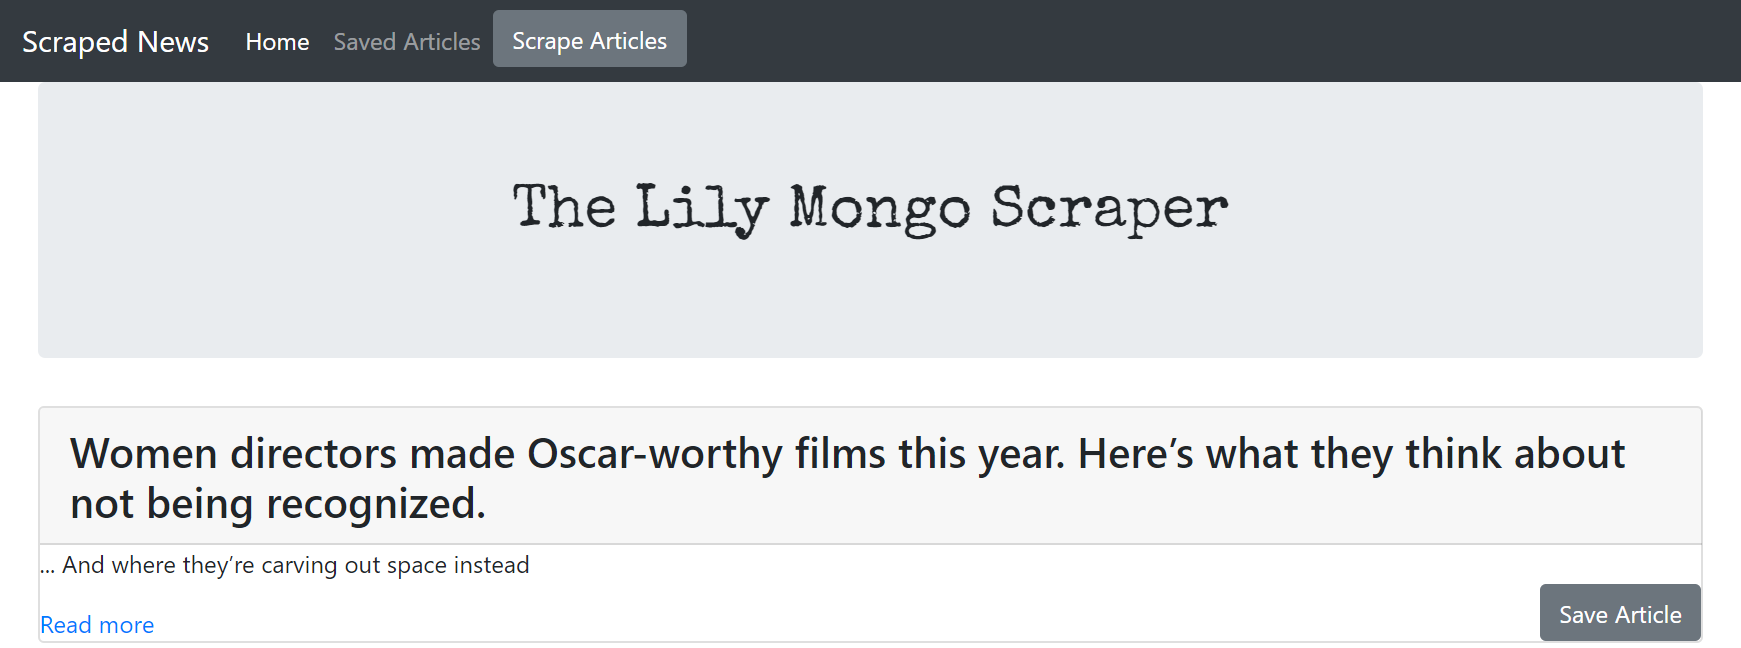 Scraped News Home Saved Articles Scrape Articles
The Lily Mongo Scraper
Women directors made Oscar-worthy films this year. Here’s what they think about
not being recognized.
... And where they’re carving out space instead
Read more
Save Article